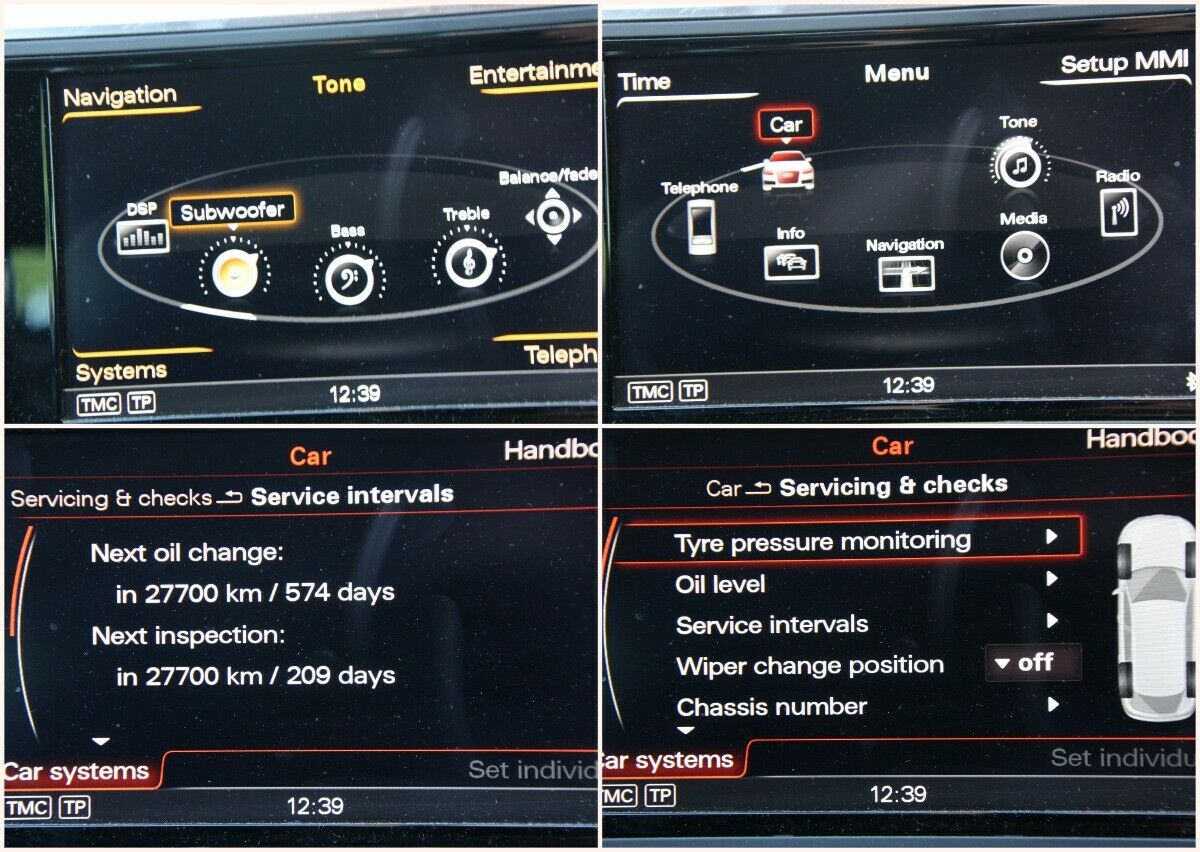 Navigation
Tone
Entertainme
DSP
Subwoofer
Bass
Treble
Balance/fade
Systems
Teleph
TMC TP
12:39
Time
Menu
Setup MMI
Car
Tone
Telephone
Radio
Info
Navigation
Media
TMC TP
12:39
Car
Handbo
Servicing & checks Service intervals
Next oil change:
in 27700 km / 574 days
Next inspection:
in 27700 km / 209 days
Car systems
Set individ
TMC TP
12:39
Car
Handboo
Car Servicing & checks
Tyre pressure monitoring
Oil level
Service intervals
Wiper change position off
Chassis number
Car systems
Set individu
TMC TP
12:39